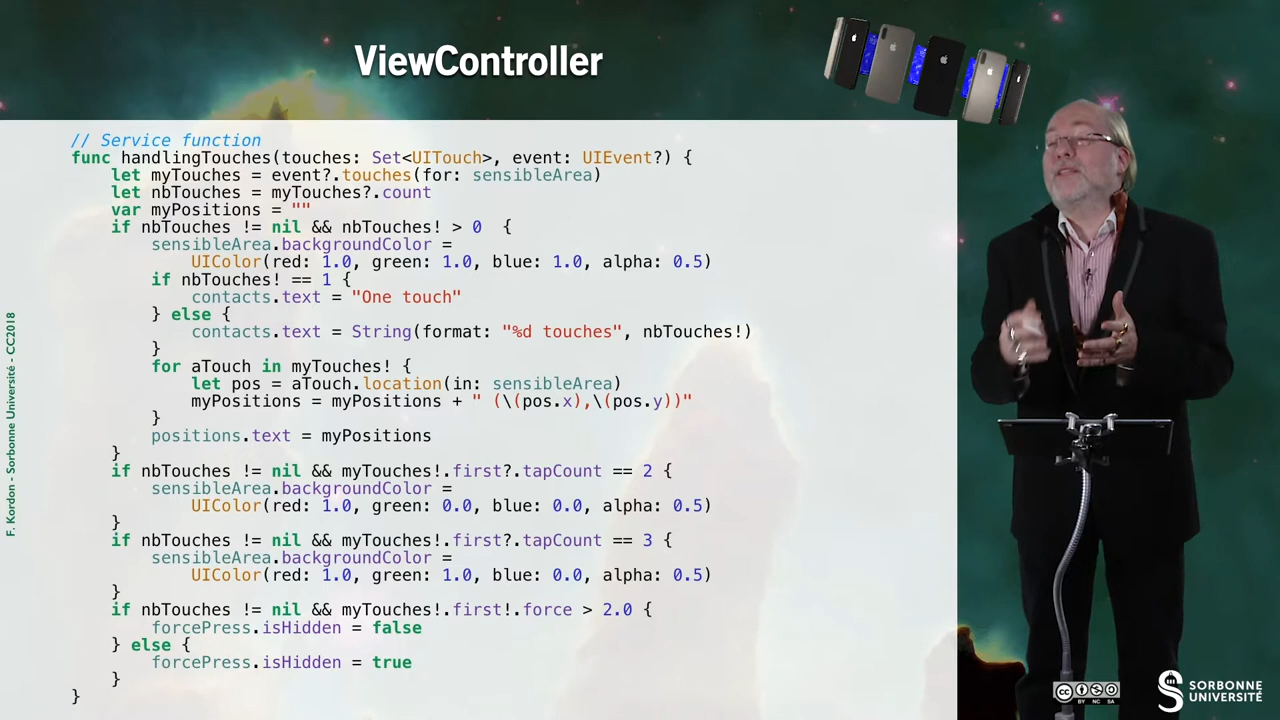 ViewController
// Service function
func handlingTouches(touches: Set<UITouch>, event: UIEvent?) {
    let myTouches = event?.touches(for: sensibleArea)
    let nbTouches = myTouches?.count
    var myPositions = ""
    if nbTouches != nil && nbTouches! > 0  {
        sensibleArea.backgroundColor =
            UIColor(red: 1.0, green: 1.0, blue: 1.0, alpha: 0.5)
        if nbTouches! == 1 {
            contacts.text = "One touch"
        } else {
            contacts.text = String(format: "%d touches", nbTouches!)
        }
        for aTouch in myTouches! {
            let pos = aTouch.location(in: sensibleArea)
            myPositions = myPositions + " (\(pos.x),\(pos.y))"
        }
        positions.text = myPositions
    }
    if nbTouches != nil && myTouches!.first?.tapCount == 2 {
        sensibleArea.backgroundColor =
            UIColor(red: 1.0, green: 0.0, blue: 0.0, alpha: 0.5)
    }
    if nbTouches != nil && myTouches!.first?.tapCount == 3 {
        sensibleArea.backgroundColor =
            UIColor(red: 1.0, green: 1.0, blue: 0.0, alpha: 0.5)
    }
    if nbTouches != nil && myTouches!.first!.force > 2.0 {
        forcePress.isHidden = false
    } else {
        forcePress.isHidden = true
    }
}
F. Kordon - Sorbonne Université - CC2018
cc
BY NC SA
SORBONNE
UNIVERSITÉ